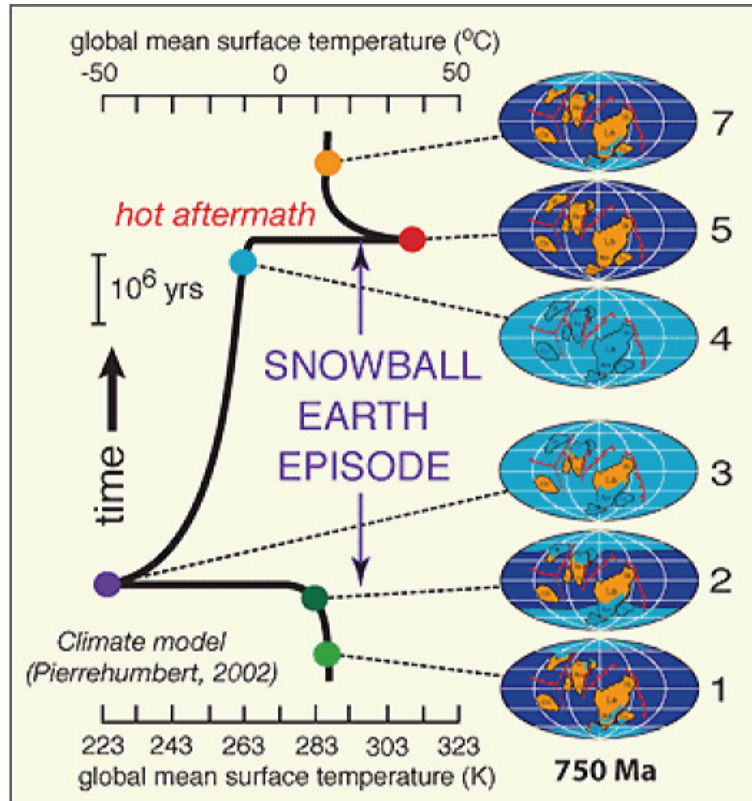 global mean surface temperature (°C)
-50 0 50
7
hot aftermath
5
10⁶ yrs
4
SNOWBALL
EARTH
EPISODE
3
time
2
Climate model
(Pierrehumbert, 2002)
1
223 243 263 283 303 323
global mean surface temperature (K)
750 Ma